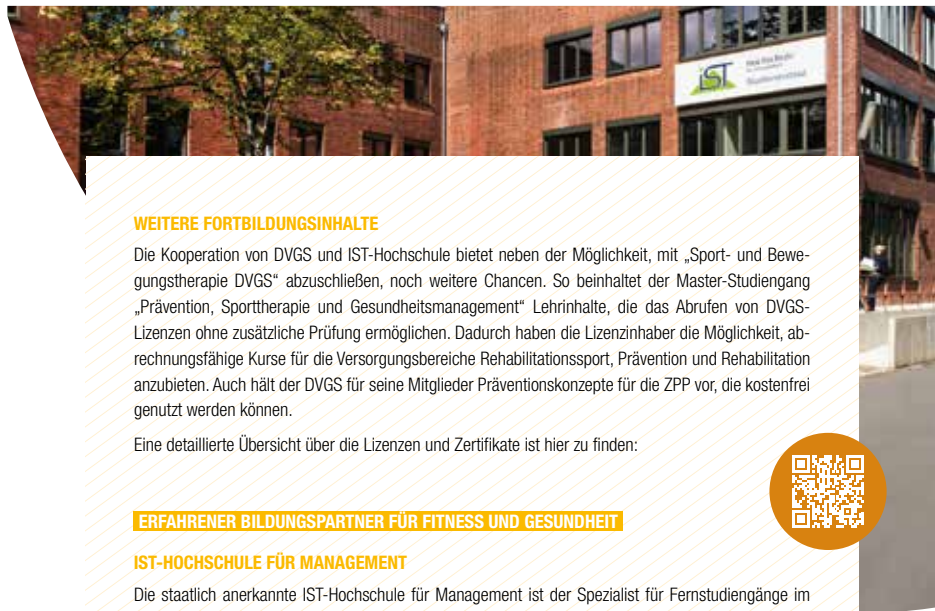 iST
WEITERE FORTBILDUNGSINHALTE
Die Kooperation von DVGS und IST-Hochschule bietet neben der Möglichkeit, mit „Sport- und Bewe-
gungstherapie DVGS“ abzuschließen, noch weitere Chancen. So beinhaltet der Master-Studiengang
„Prävention, Sporttherapie und Gesundheitsmanagement“ Lehrinhalte, die das Abrufen von DVGS-
Lizenzen ohne zusätzliche Prüfung ermöglichen. Dadurch haben die Lizenzinhaber die Möglichkeit, ab-
rechnungsfähige Kurse für die Versorgungsbereiche Rehabilitationssport, Prävention und Rehabilitation
anzubieten. Auch hält der DVGS für seine Mitglieder Präventionskonzepte für die ZPP vor, die kostenfrei
genutzt werden können.
Eine detaillierte Übersicht über die Lizenzen und Zertifikate ist hier zu finden:
ERFAHRENER BILDUNGSPARTNER FÜR FITNESS UND GESUNDHEIT
IST-HOCHSCHULE FÜR MANAGEMENT
Die staatlich anerkannte IST-Hochschule für Management ist der Spezialist für Fernstudiengänge im